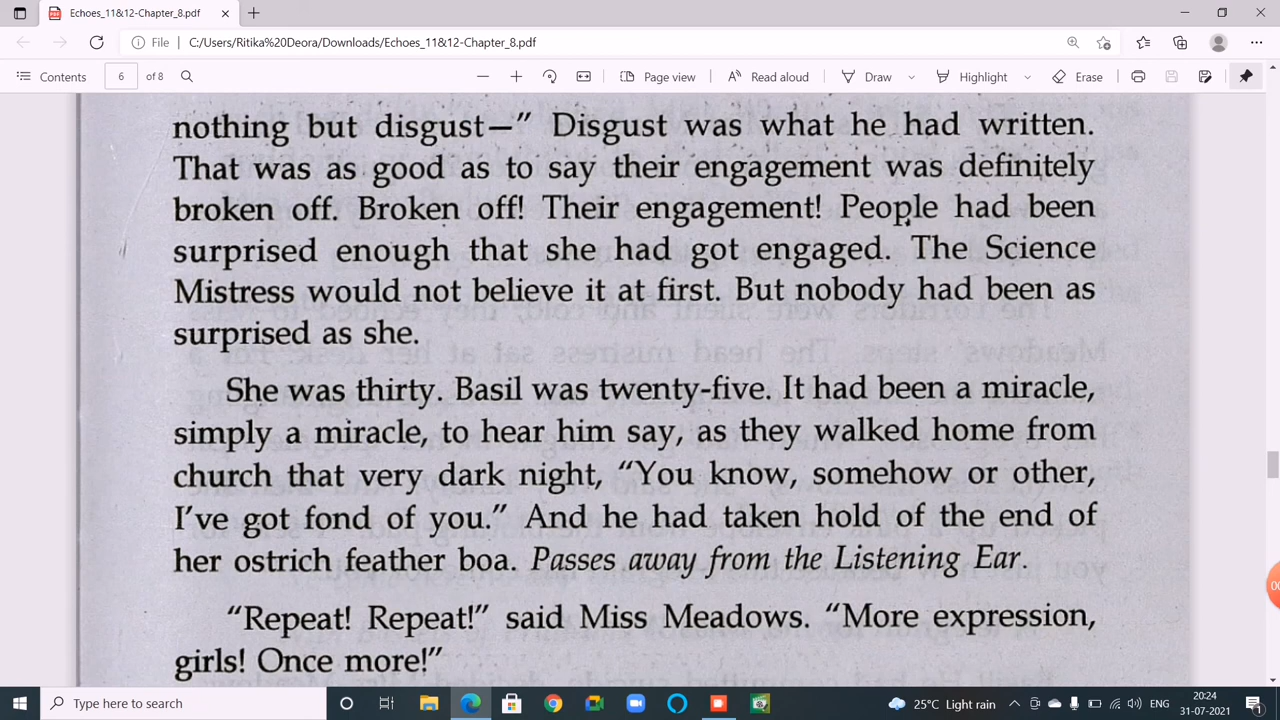 Echoes_11&12-Chapter_8.pdf
File C:/Users/Ritika%20Deora/Downloads/Echoes_11&12-Chapter_8.pdf
Contents 6 of 8 Page view Read aloud Draw Highlight Erase
nothing but disgust—” Disgust was what he had written.
That was as good as to say their engagement was definitely
broken off. Broken off! Their engagement! People had been
surprised enough that she had got engaged. The Science
Mistress would not believe it at first. But nobody had been as
surprised as she.
She was thirty. Basil was twenty-five. It had been a miracle,
simply a miracle, to hear him say, as they walked home from
church that very dark night, “You know, somehow or other,
I’ve got fond of you.” And he had taken hold of the end of
her ostrich feather boa. Passes away from the Listening Ear.
“Repeat! Repeat!” said Miss Meadows. “More expression,
girls! Once more!”
00
Type here to search 25°C Light rain ENG 20:24
31-07-2021